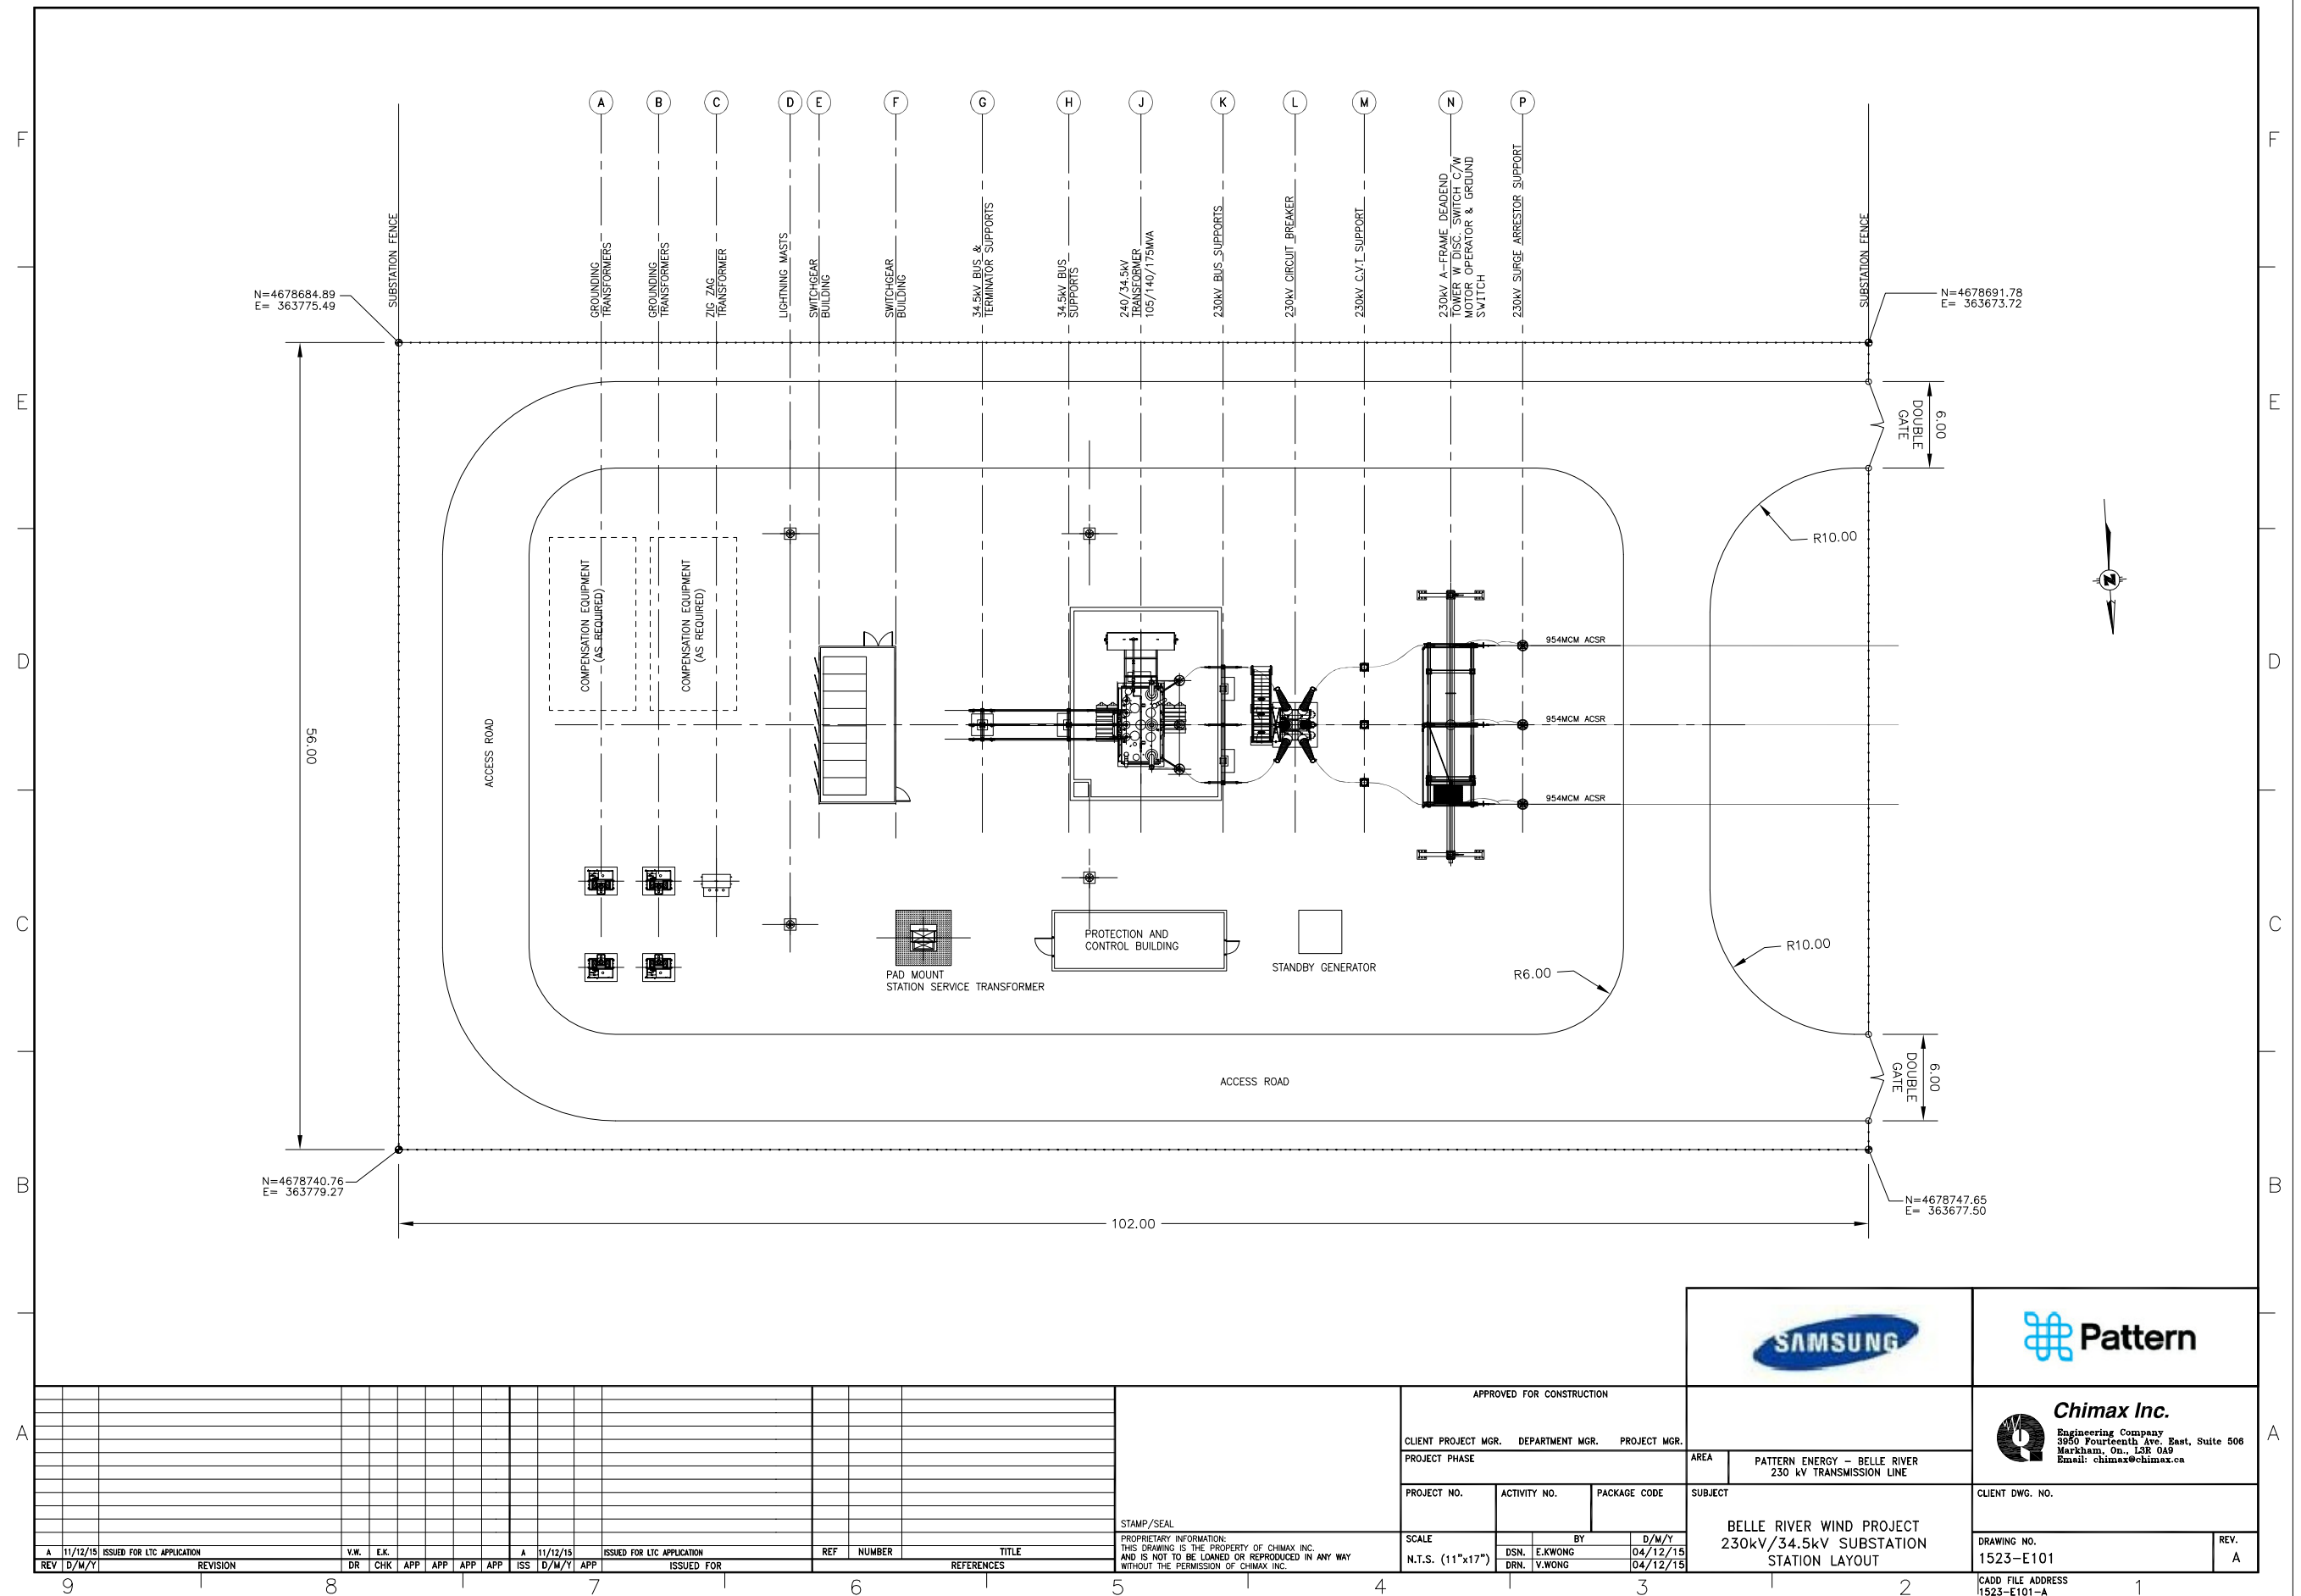 A
B
C
D
E
F
G
H
J
K
L
M
N
P
F
F
E
E
D
D
C
C
B
B
A
A
SUBSTATION FENCE
GROUNDING
TRANSFORMERS
GROUNDING
TRANSFORMERS
ZIG ZAG
TRANSFORMER
LIGHTNING MASTS
SWITCHGEAR
BUILDING
SWITCHGEAR
BUILDING
34.5kV BUS &
TERMINATOR SUPPORTS
34.5kV BUS
SUPPORTS
240/34.5kV
TRANSFORMER
105/140/175MVA
230kV BUS SUPPORTS
230kV CIRCUIT BREAKER
230kV C.V.T SUPPORT
230kV A-FRAME DEADEND
TOWER W DISC. SWITCH C/W
MOTOR OPERATOR & GROUND
SWITCH
230kV SURGE ARRESTOR SUPPORT
SUBSTATION FENCE
N=4678684.89
E= 363775.49
N=4678691.78
E= 363673.72
6.00
DOUBLE
GATE
R10.00
N
COMPENSATION EQUIPMENT
(AS REQUIRED)
COMPENSATION EQUIPMENT
(AS REQUIRED)
954MCM ACSR
954MCM ACSR
954MCM ACSR
56.00
ACCESS ROAD
PROTECTION AND
CONTROL BUILDING
PAD MOUNT
STATION SERVICE TRANSFORMER
STANDBY GENERATOR
R10.00
R6.00
ACCESS ROAD
6.00
DOUBLE
GATE
N=4678740.76
E= 363779.27
N=4678747.65
E= 363677.50
102.00
SAMSUNG
Pattern
APPROVED FOR CONSTRUCTION
CLIENT PROJECT MGR. DEPARTMENT MGR. PROJECT MGR.
PROJECT PHASE
PROJECT NO. ACTIVITY NO. PACKAGE CODE
SCALE
N.T.S. (11"x17")
BY D/M/Y
DSN. E.KWONG 04/12/15
DRN. V.WONG 04/12/15
AREA
PATTERN ENERGY - BELLE RIVER
230 kV TRANSMISSION LINE
SUBJECT
BELLE RIVER WIND PROJECT
230kV/34.5kV SUBSTATION
STATION LAYOUT
Chimax Inc.
Engineering Company
3950 Fourteenth Ave. East, Suite 506
Markham, On., L3R 0A9
Email: chimax@chimax.ca
CLIENT DWG. NO.
DRAWING NO.
1523-E101
REV.
A
CADD FILE ADDRESS
1523-E101-A
STAMP/SEAL
PROPRIETARY INFORMATION:
THIS DRAWING IS THE PROPERTY OF CHIMAX INC.
AND IS NOT TO BE LOANED OR REPRODUCED IN ANY WAY
WITHOUT THE PERMISSION OF CHIMAX INC.
A 11/12/15 ISSUED FOR LTC APPLICATION V.W. E.K. A 11/12/15 ISSUED FOR LTC APPLICATION
REV D/M/Y REVISION DR CHK APP APP APP APP ISS D/M/Y APP ISSUED FOR
REF NUMBER TITLE
REFERENCES
9 8 7 6 5 4 3 2 1